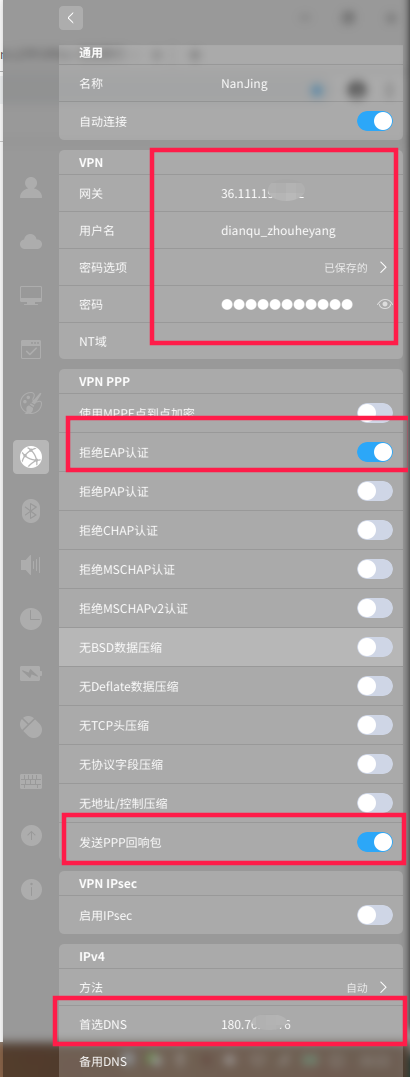 通用
名称 NanJing
自动连接
VPN
网关 36.111.1
用户名 dianqu_zhouheyang
密码选项 已保存的
密码 ●●●●●●●●●●●
NT域
VPN PPP
使用MPPE点到点加密
拒绝EAP认证
拒绝PAP认证
拒绝CHAP认证
拒绝MSCHAP认证
拒绝MSCHAPv2认证
无BSD数据压缩
无Deflate数据压缩
无TCP头压缩
无协议字段压缩
无地址/控制压缩
发送PPP回响包
VPN IPsec
启用IPsec
IPv4
方法 自动
首选DNS 180.76 6
备用DNS